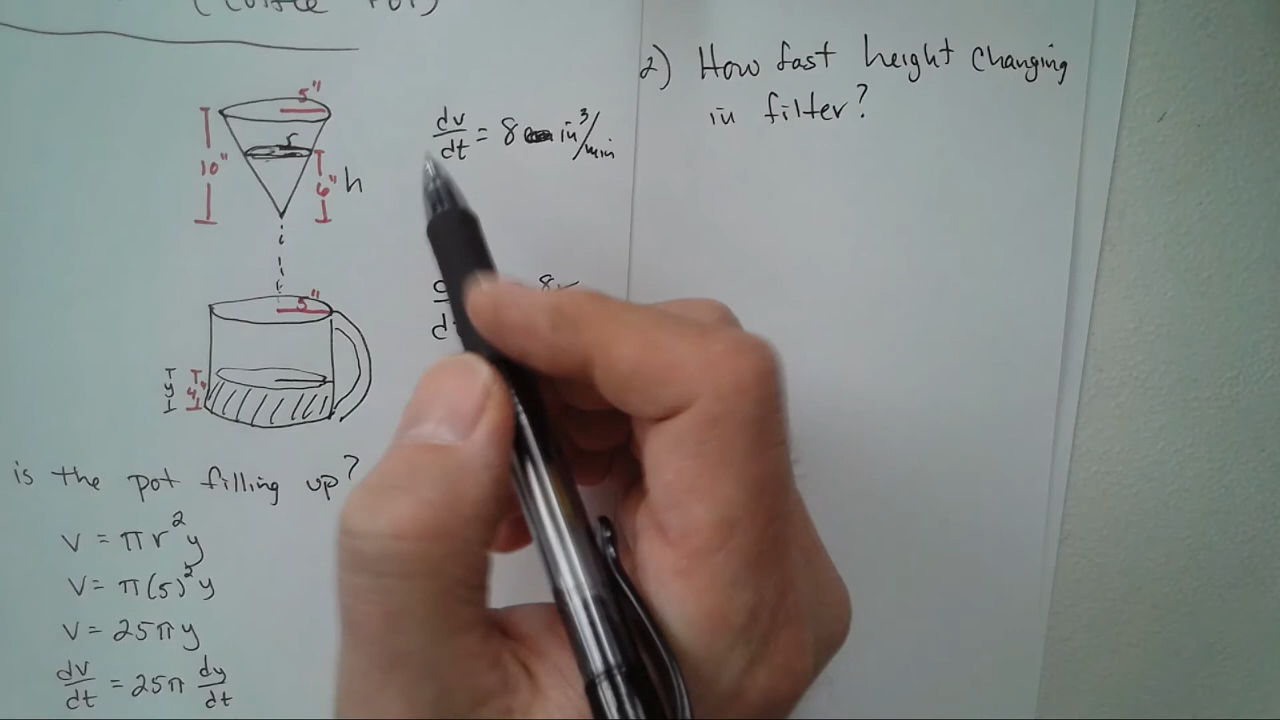 5"
r
10"
6" h
dv/dt = 8 in³/min
5"
y 4"
8
is the pot filling up?
V = πr²y
V = π(5)²y
V = 25πy
dv/dt = 25π dy/dt
2) How fast height changing
in filter?